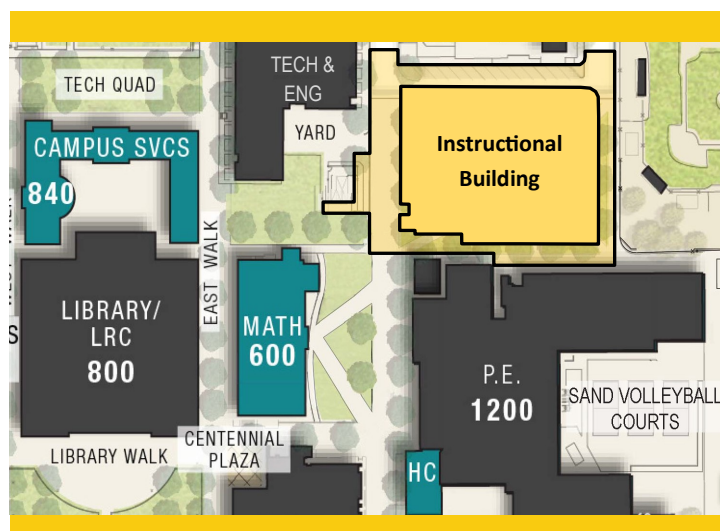 TECH QUAD
TECH &
ENG
YARD
Instructional
Building
CAMPUS SVCS
840
EAST WALK
LIBRARY/
LRC
800
MATH
600
P.E.
1200
SAND VOLLEYBALL
COURTS
CENTENNIAL
PLAZA
LIBRARY WALK
HC